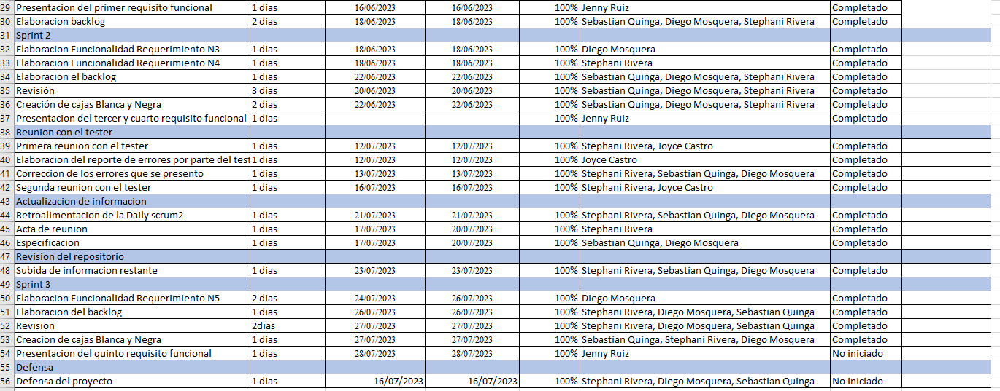 29 Presentacion del primer requisito funcional 1 dias 16/06/2023 16/06/2023 100% Jenny Ruiz Completado
30 Elaboracion backlog 2 dias 18/06/2023 18/06/2023 100% Sebastian Quinga, Diego Mosquera, Stephani Rivera Completado
31 Sprint 2
32 Elaboracion Funcionalidad Requerimiento N3 1 dias 18/06/2023 18/06/2023 100% Diego Mosquera Completado
33 Elaboracion Funcionalidad Requerimiento N4 1 dias 18/06/2023 18/06/2023 100% Stephani Rivera Completado
34 Elaboracion el backlog 1 dias 22/06/2023 22/06/2023 100% Sebastian Quinga, Diego Mosquera, Stephani Rivera Completado
35 Revisión 3 dias 20/06/2023 20/06/2023 100% Sebastian Quinga, Diego Mosquera, Stephani Rivera Completado
36 Creación de cajas Blanca y Negra 2 dias 22/06/2023 22/06/2023 100% Sebastian Quinga, Diego Mosquera, Stephani Rivera Completado
37 Presentacion del tercer y cuarto requisito funcional 1 dias 100% Jenny Ruiz Completado
38 Reunion con el tester
39 Primera reunion con el tester 1 dias 12/07/2023 12/07/2023 100% Stephani Rivera, Joyce Castro Completado
40 Elaboracion del reporte de errores por parte del test 1 dias 12/07/2023 12/07/2023 100% Joyce Castro Completado
41 Correccion de los errores que se presento 1 dias 13/07/2023 13/07/2023 100% Stephani Rivera, Sebastian Quinga, Diego Mosquera Completado
42 Segunda reunion con el tester 1 dias 16/07/2023 16/07/2023 100% Stephani Rivera, Joyce Castro Completado
43 Actualizacion de informacion
44 Retroalimentacion de la Daily scrum2 1 dias 21/07/2023 21/07/2023 100% Stephani Rivera, Sebastian Quinga, Diego Mosquera Completado
45 Acta de reunion 1 dias 17/07/2023 20/07/2023 100% Stephani Rivera Completado
46 Especificacion 1 dias 17/07/2023 20/07/2023 100% Sebastian Quinga, Diego Mosquera Completado
47 Revision del repositorio
48 Subida de informacion restante 1 dias 23/07/2023 23/07/2023 100% Stephani Rivera, Sebastian Quinga, Diego Mosquera Completado
49 Sprint 3
50 Elaboracion Funcionalidad Requerimiento N5 2 dias 24/07/2023 26/07/2023 100% Diego Mosquera Completado
51 Elaboracion del backlog 1 dias 26/07/2023 26/07/2023 100% Stephani Rivera, Diego Mosquera, Sebastian Quinga Completado
52 Revision 2dias 27/07/2023 27/07/2023 100% Stephani Rivera, Diego Mosquera, Sebastian Quinga Completado
53 Creacion de cajas Blanca y Negra 1 dias 27/07/2023 27/07/2023 100% Sebastian Quinga, Stephani Rivera, Diego Mosquera Completado
54 Presentacion del quinto requisito funcional 1 dias 28/07/2023 28/07/2023 100% Jenny Ruiz No iniciado
55 Defensa
56 Defensa del proyecto 1 dias 16/07/2023 16/07/2023 100% Stephani Rivera, Diego Mosquera, Sebastian Quinga No iniciado